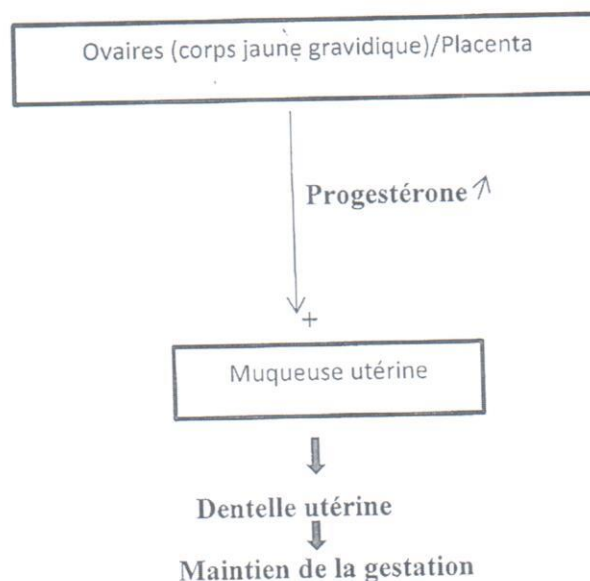 Ovaires (corps jaune gravidique)/Placenta
Progestérone ↗
+
Muqueuse utérine
Dentelle utérine
Maintien de la gestation